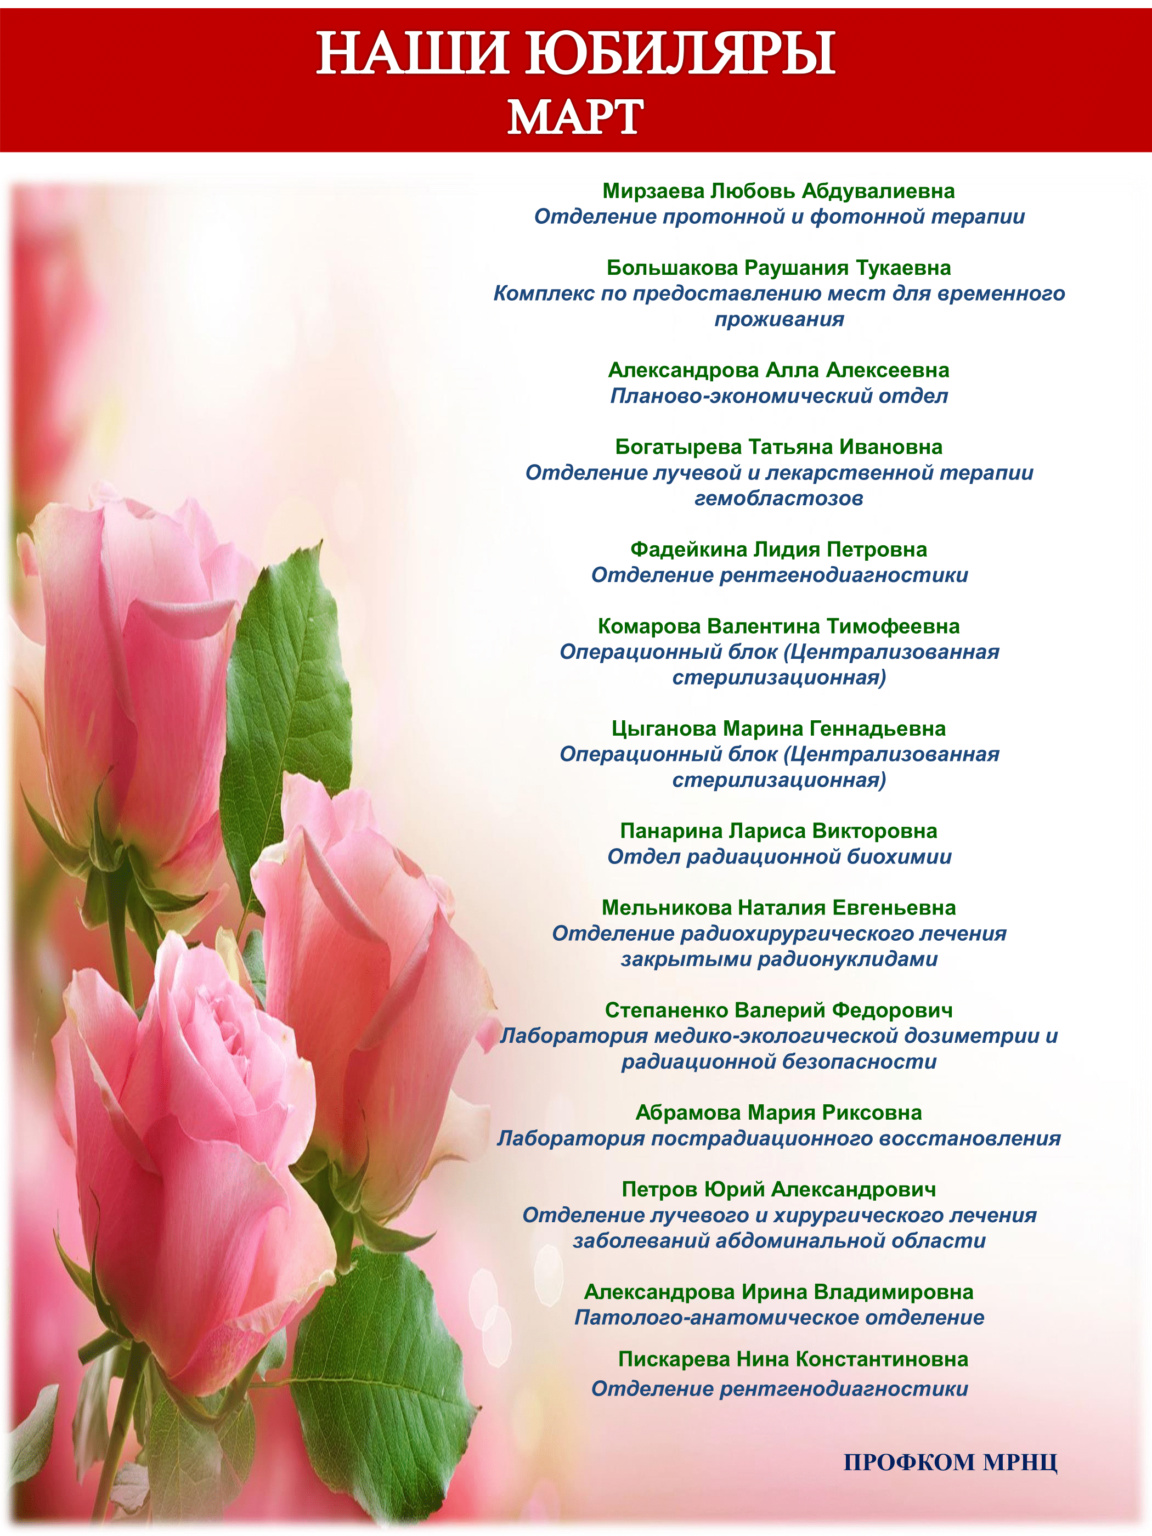 НАШИ ЮБИЛЯРЫ
МАРТ
Мирзаева Любовь Абдувалиевна
Отделение протонной и фотонной терапии
Большакова Раушания Тукаевна
Комплекс по предоставлению мест для временного
проживания
Александрова Алла Алексеевна
Планово-экономический отдел
Богатырева Татьяна Ивановна
Отделение лучевой и лекарственной терапии
гемобластозов
Фадейкина Лидия Петровна
Отделение рентгенодиагностики
Комарова Валентина Тимофеевна
Операционный блок (Централизованная
стерилизационная)
Цыганова Марина Геннадьевна
Операционный блок (Централизованная
стерилизационная)
Панарина Лариса Викторовна
Отдел радиационной биохимии
Мельникова Наталия Евгеньевна
Отделение радиохирургического лечения
закрытыми радионуклидами
Степаненко Валерий Федорович
Лаборатория медико-экологической дозиметрии и
радиационной безопасности
Абрамова Мария Риксовна
Лаборатория пострадиационного восстановления
Петров Юрий Александрович
Отделение лучевого и хирургического лечения
заболеваний абдоминальной области
Александрова Ирина Владимировна
Патолого-анатомическое отделение
Пискарева Нина Константиновна
Отделение рентгенодиагностики
ПРОФКОМ МРНЦ